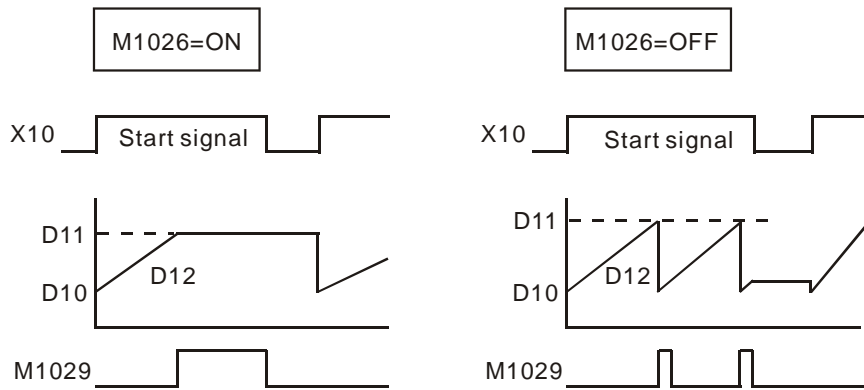 M1026=ON
X10
Start signal
D11
D12
D10
M1029
M1026=OFF
X10
Start signal
D11
D12
D10
M1029